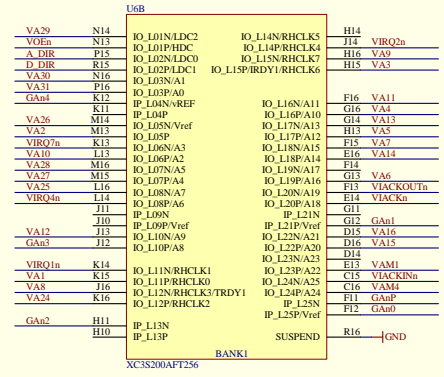 U6B
VA29 N14 IO_L01N/LDC2 IO_L14N/RHCLK5 H14
VOEn N13 IO_L01P/HDC IO_L14P/RHCLK4 J14 VIRQ2n
A_DIR P15 IO_L02N/LDC0 IO_L15N/RHCLK7 H16 VA9
D_DIR R15 IO_L02P/LDC1 IO_L15P/IRDY1/RHCLK6 H15 VA3
VA30 N16 IO_L03N/A1
VA31 P16 IO_L03P/A0
GAn4 K12 IP_L04N/vREF IO_L16N/A11 F16 VA11
K11 IP_L04P IO_L16P/A10 G16 VA4
VA26 M14 IO_L05N/Vref IO_L17N/A13 G14 VA13
VA2 M13 IO_L05P IO_L17P/A12 H13 VA5
VIRQ7n K13 IO_L06N/A3 IO_L18N/A15 F15 VA7
VA10 L13 IO_L06P/A2 IO_L18P/A14 E16 VA14
VA28 M16 IO_L07N/A5 IO_L19N/A17 F14
VA27 M15 IO_L07P/A4 IO_L19P/A16 G13 VA6
VA25 L16 IO_L08N/A7 IO_L20N/A19 F13 VIACKOUTn
VIRQ4n L14 IO_L08P/A6 IO_L20P/A18 E14 VIACKn
J11 IP_L09N IP_L21N G11
J10 IP_L09P/Vref IP_L21P/Vref G12 GAn1
VA12 J13 IO_L10N/A9 IO_L22N/A21 D15 VA16
GAn3 J12 IO_L10P/A8 IO_L22P/A20 D16 VA15
IO_L23N/A23 D14
VIRQ1n K14 IO_L11N/RHCLK1 IO_L23P/A22 E13 VAM1
VA1 K15 IO_L11P/RHCLK0 IO_L24N/A25 C15 VIACKINn
VA8 J16 IO_L12N/RHCLK3/TRDY1 IO_L24P/A24 C16 VAM4
VA24 K16 IO_L12P/RHCLK2 IP_L25N F11 GAnP
IP_L25P/Vref F12 GAn0
GAn2 H11 IP_L13N
H10 IP_L13P SUSPEND R16 GND
BANK1
XC3S200AFT256